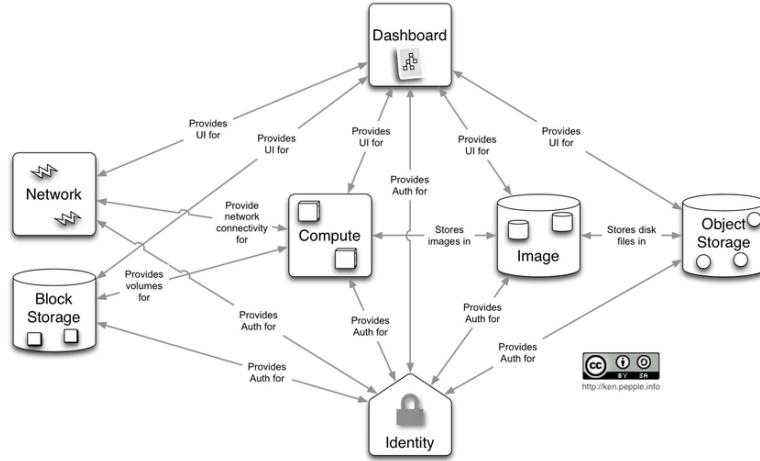 Dashboard
Provides
UI for
Provides
UI for
Provides
UI for
Provides
UI for
Provides
UI for
Provides
Auth for
Network
Provide
network
connectivity
for
Compute
Stores
images in
Image
Stores disk
files in
Object
Storage
Block
Storage
Provides
volumes
for
Provides
Auth for
Provides
Auth for
Provides
Auth for
Provides
Auth for
Provides
Auth for
Identity
cc
BY SA
http://ken.pepple.info